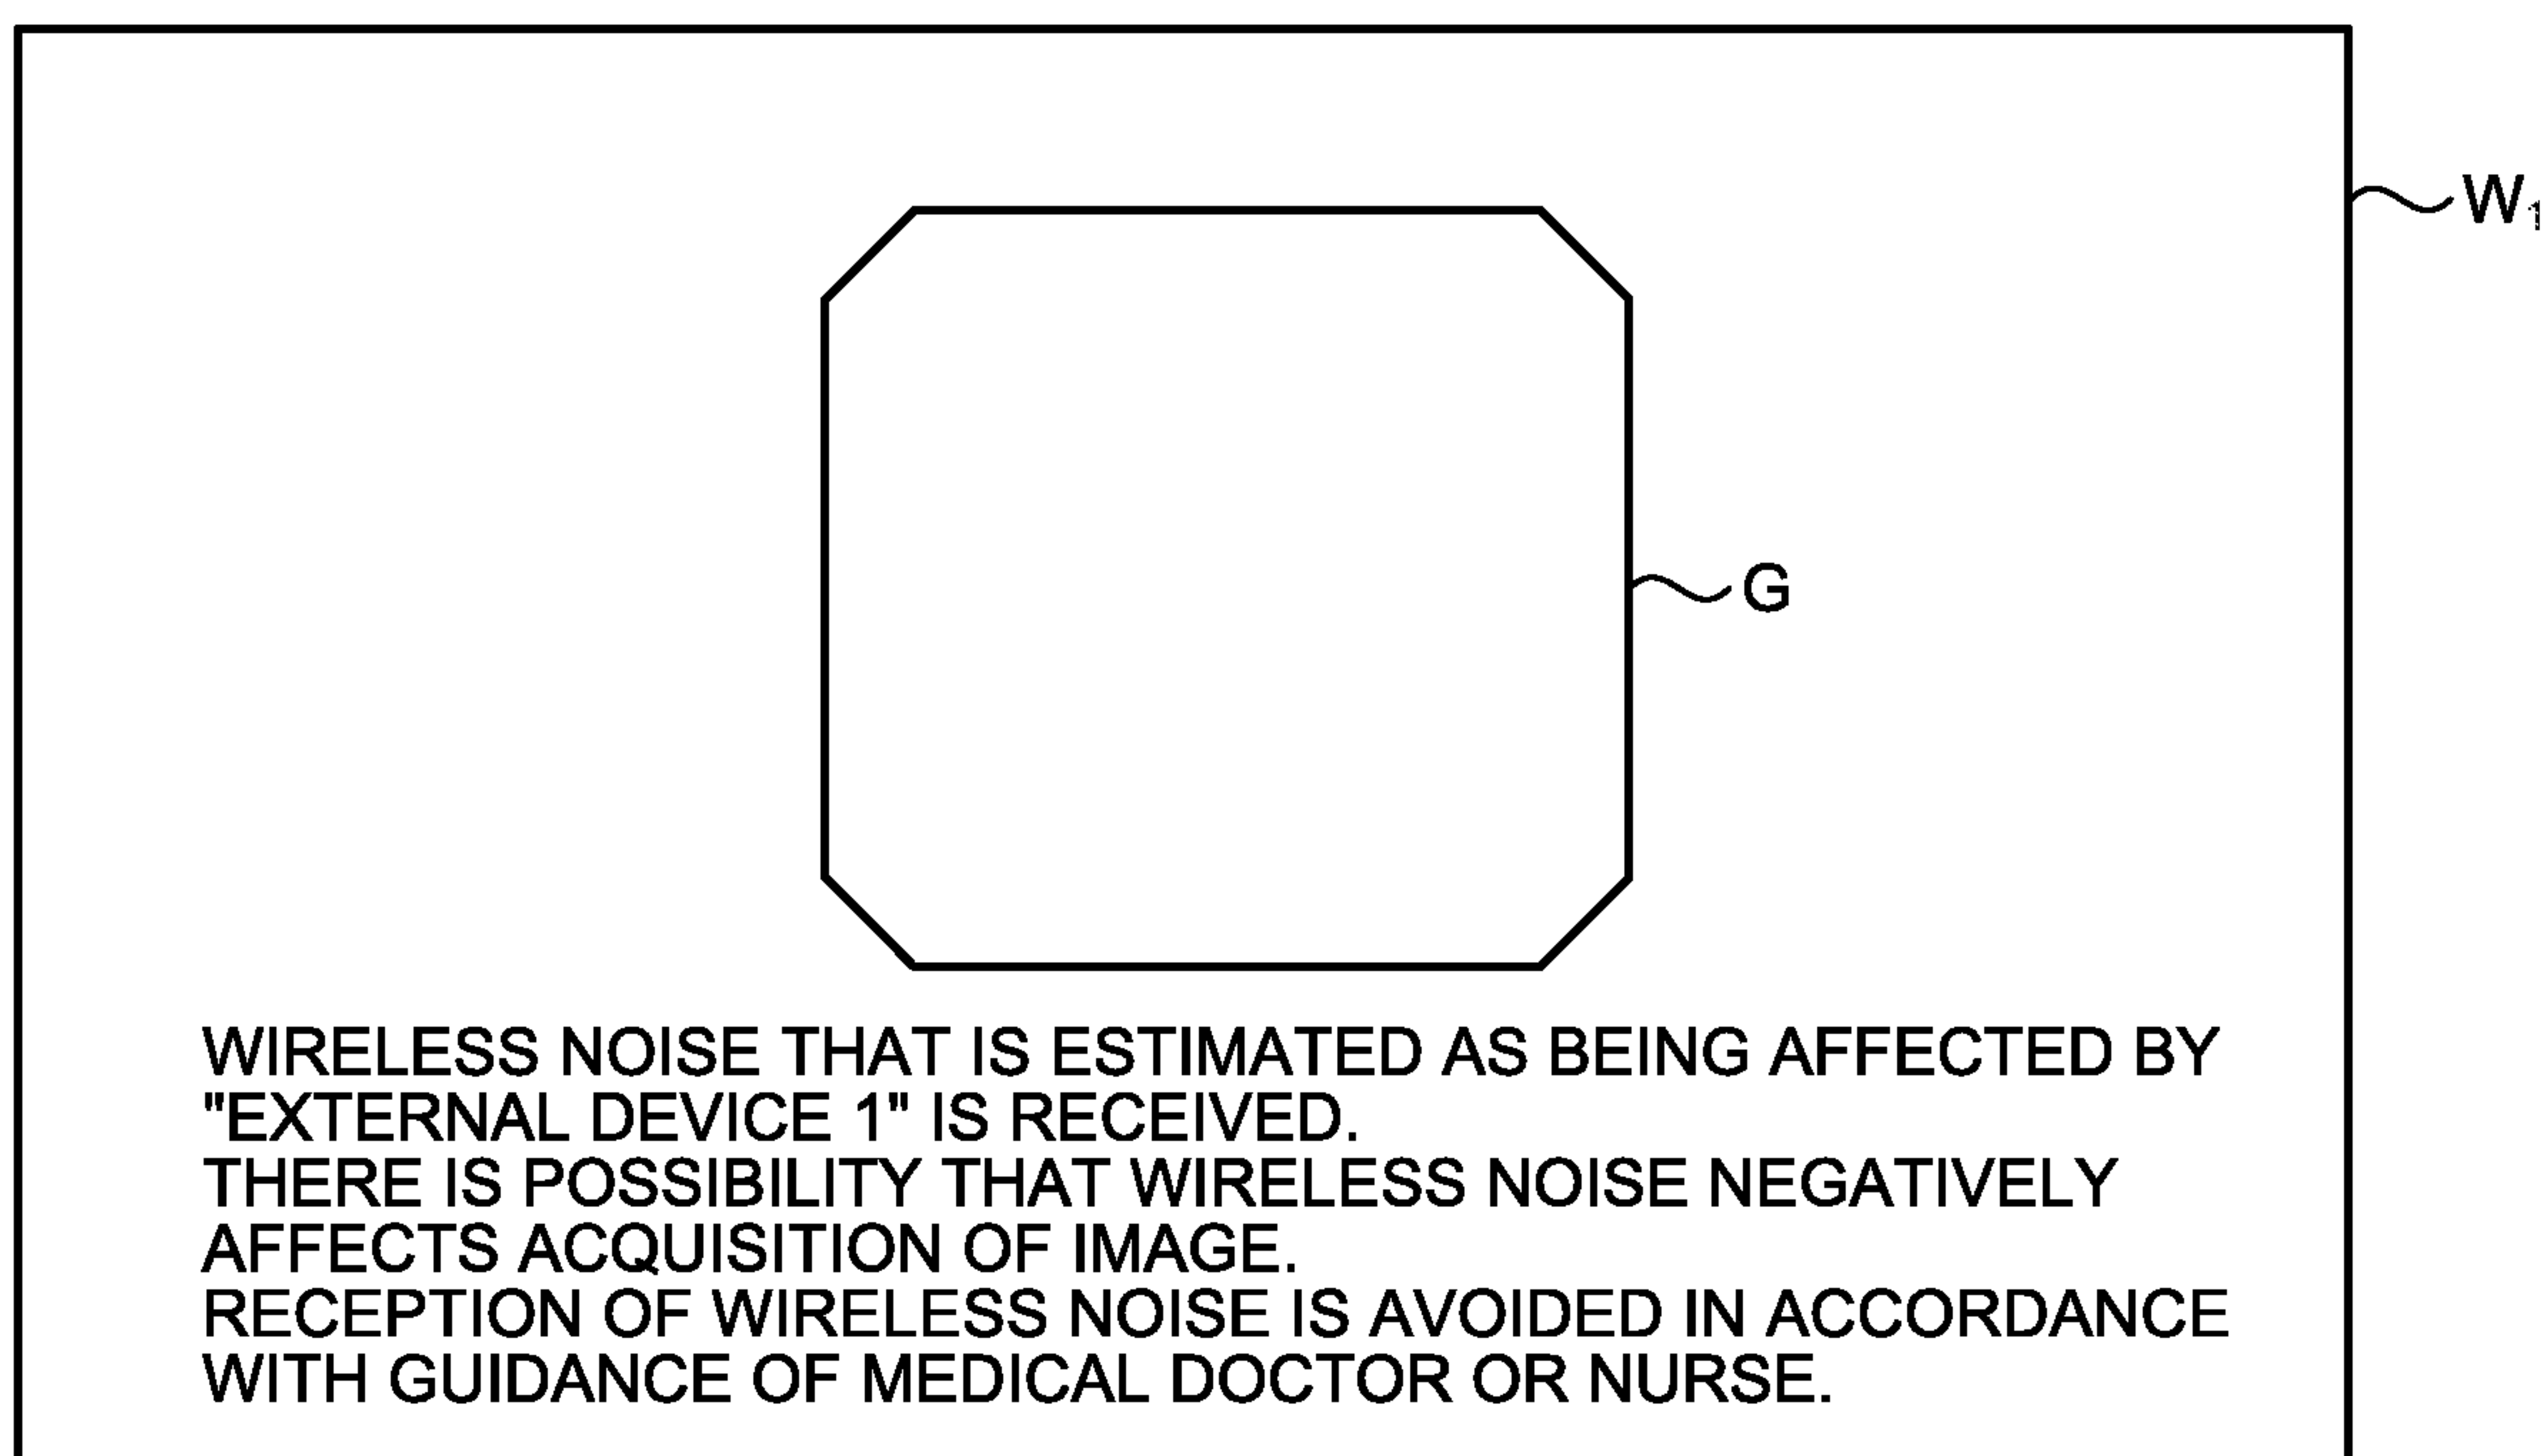 W₁
G
WIRELESS NOISE THAT IS ESTIMATED AS BEING AFFECTED BY
"EXTERNAL DEVICE 1" IS RECEIVED.
THERE IS POSSIBILITY THAT WIRELESS NOISE NEGATIVELY
AFFECTS ACQUISITION OF IMAGE.
RECEPTION OF WIRELESS NOISE IS AVOIDED IN ACCORDANCE
WITH GUIDANCE OF MEDICAL DOCTOR OR NURSE.